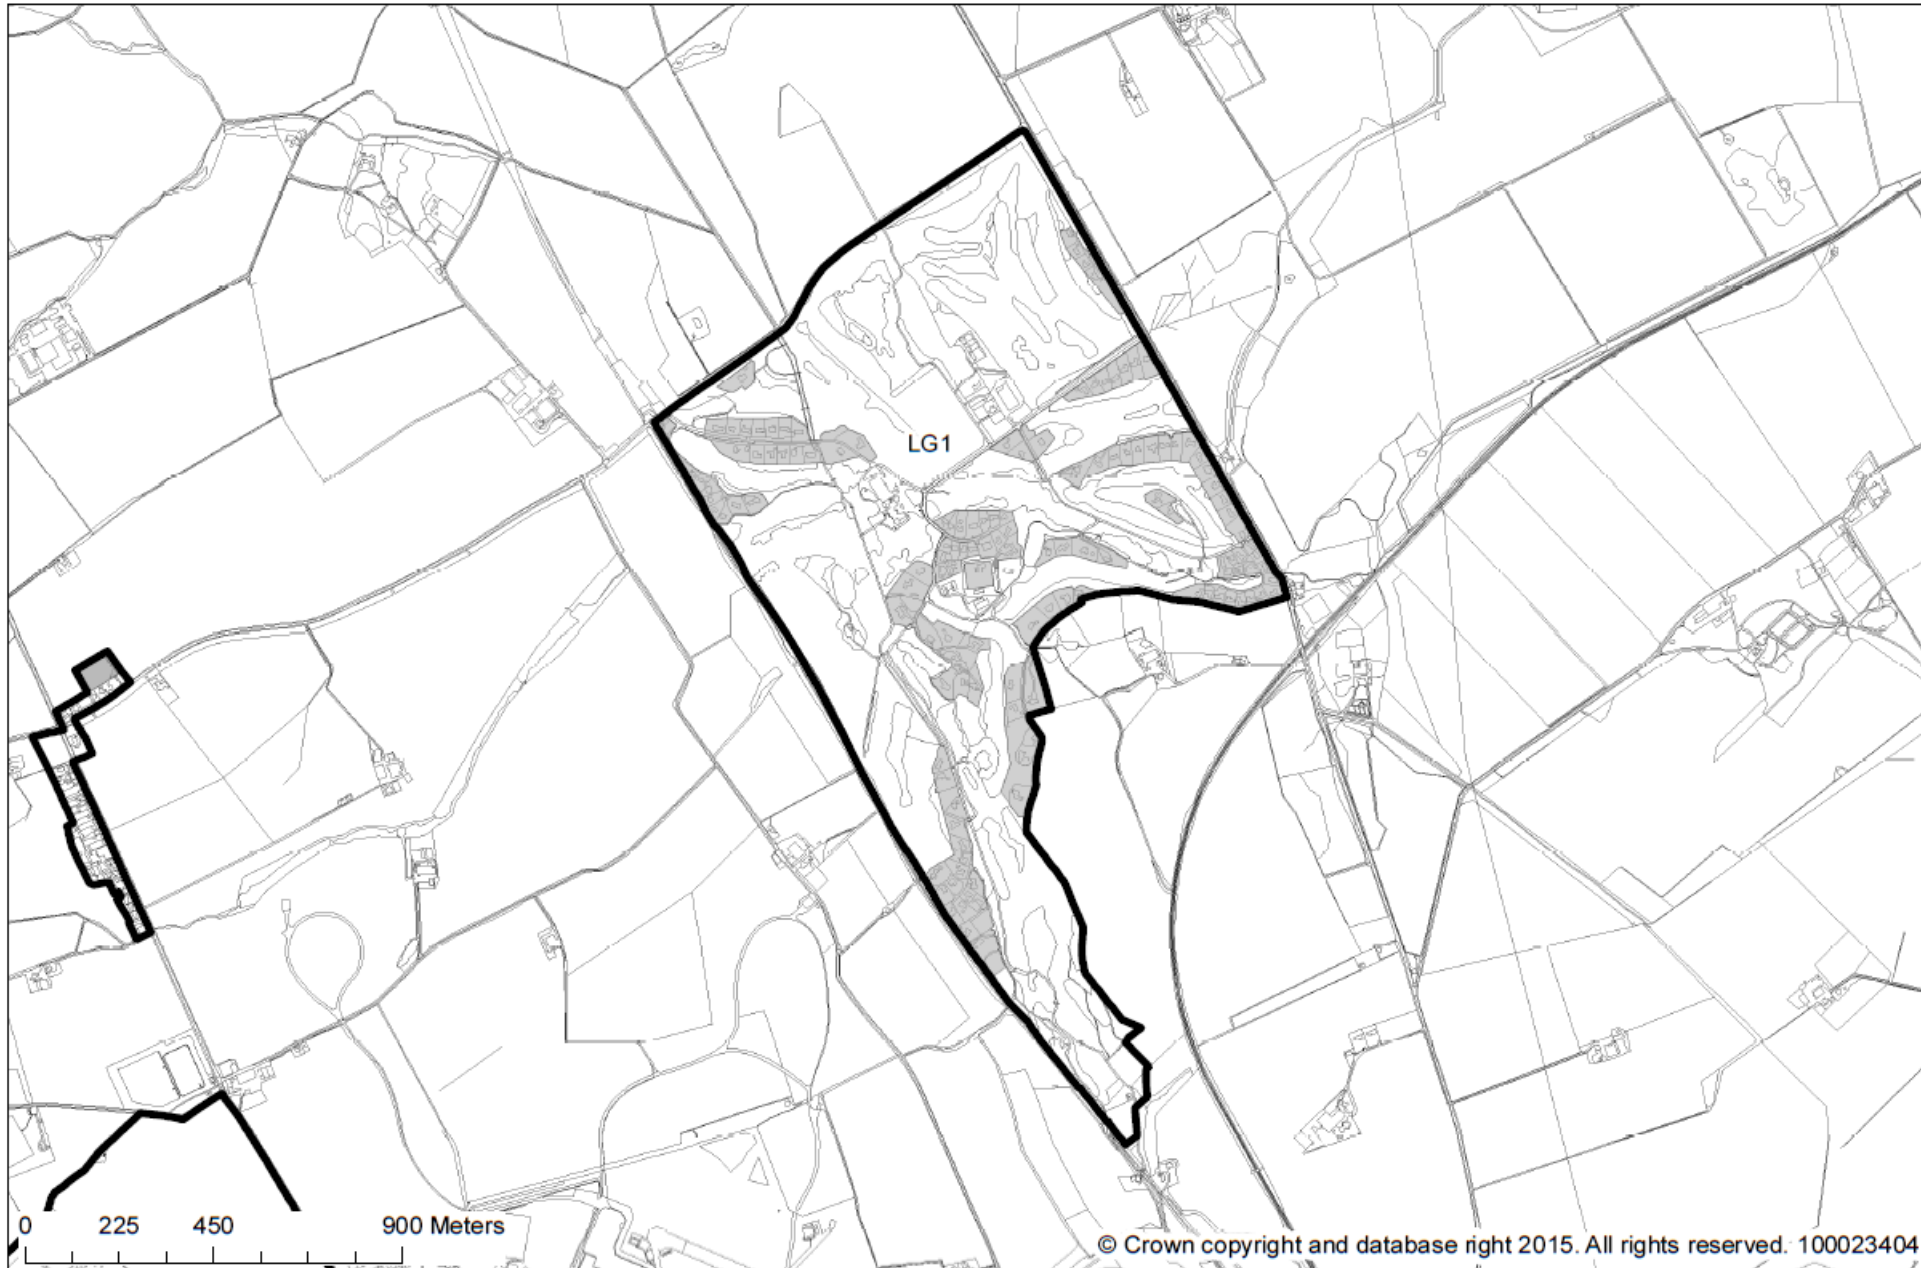 LG1
0 225 450 900 Meters
© Crown copyright and database right 2015. All rights reserved. 100023404